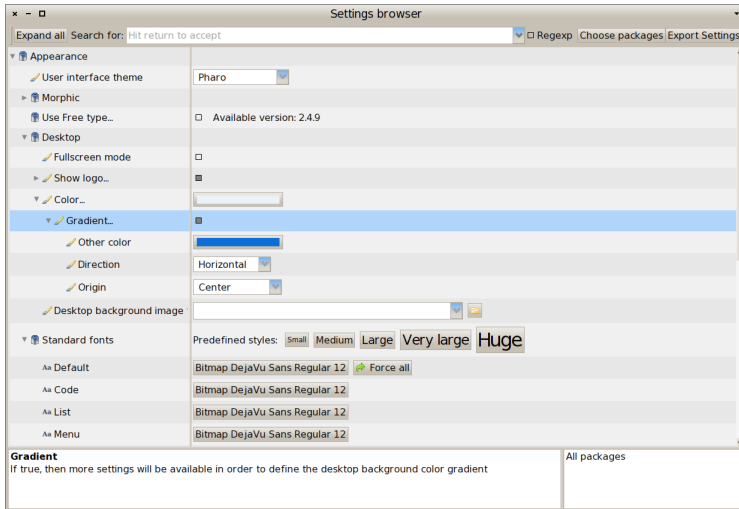 Settings browser
Expand all Search for: Hit return to accept Regexp Choose packages Export Settings
Appearance
User interface theme Pharo
Morphic
Use Free type… Available version: 2.4.9
Desktop
Fullscreen mode
Show logo…
Color…
Gradient…
Other color
Direction Horizontal
Origin Center
Desktop background image
Standard fonts Predefined styles: Small Medium Large Very large Huge
Aa Default Bitmap DejaVu Sans Regular 12 Force all
Aa Code Bitmap DejaVu Sans Regular 12
Aa List Bitmap DejaVu Sans Regular 12
Aa Menu Bitmap DejaVu Sans Regular 12
Gradient All packages
If true, then more settings will be available in order to define the desktop background color gradient